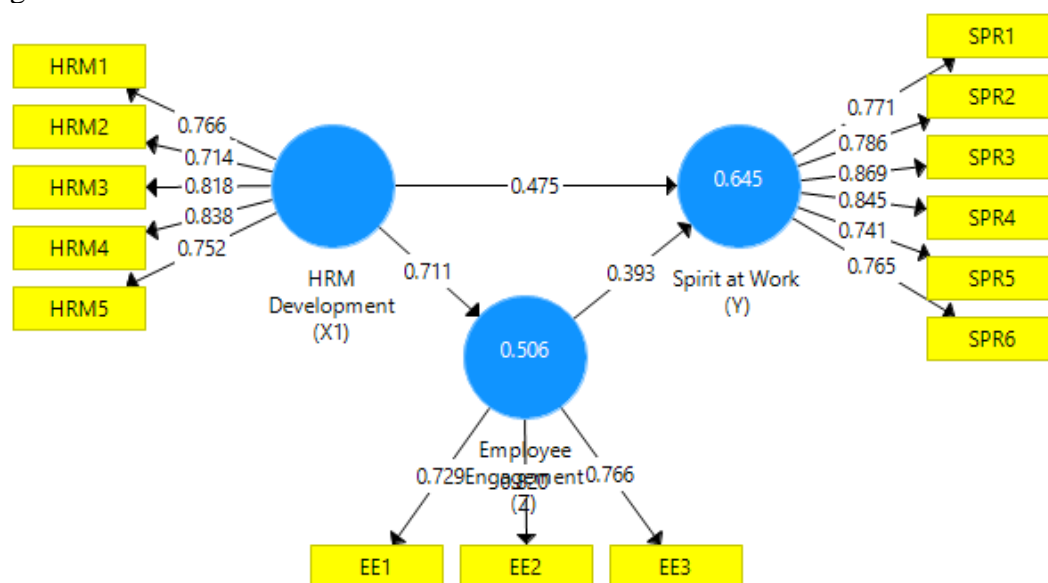 HRM1
HRM2
HRM3
HRM4
HRM5
0.766
0.714
0.818
0.838
0.752
HRM
Development
(X1)
0.475
0.711
0.393
0.645
Spirit at Work
(Y)
0.771
0.786
0.869
0.845
0.741
0.765
SPR1
SPR2
SPR3
SPR4
SPR5
SPR6
0.506
Employee
Engagement
(Z)
0.729
0.820
0.766
EE1
EE2
EE3